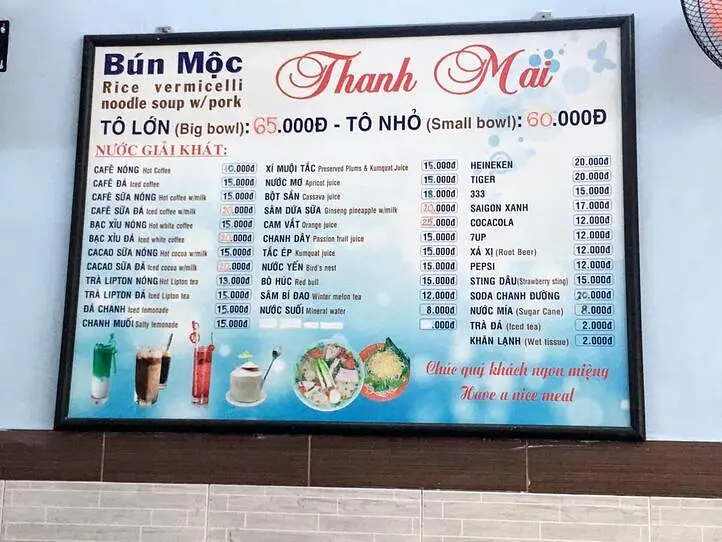 Bún Mộc
Rice vermicelli
noodle soup w/pork
Thanh Mai
TÔ LỚN (Big bowl): 65.000Đ - TÔ NHỎ (Small bowl): 60.000Đ
NƯỚC GIẢI KHÁT:
CAFÊ NÓNG Hot Coffee .000đ
CAFÊ ĐÁ Iced coffee 15.000đ
CAFÊ SỮA NÓNG Hot coffee w/milk 15.000đ
CAFÊ SỮA ĐÁ Iced coffee w/milk 20.000đ
BẠC XỈU NÓNG Hot white coffee 15.000đ
BẠC XỈU ĐÁ Iced white coffee 20.000đ
CACAO SỮA NÓNG Hot cocoa w/milk 15.000đ
CACAO SỮA ĐÁ Iced cocoa w/milk .000đ
TRÀ LIPTON NÓNG Hot Lipton tea 13.000đ
TRÀ LIPTON ĐÁ Iced Lipton tea 15.000đ
ĐÁ CHANH Iced lemonade 15.000đ
CHANH MUỐI Salty lemonade 15.000đ
XÍ MUỘI TẮC Preserved Plums & Kumquat Juice 15.000đ
NƯỚC MƠ Apricot juice 15.000đ
BỘT SẮN Cassava juice 18.000đ
SÂM DỨA SỮA Ginseng pineapple w/milk 20.000đ
CAM VẮT Orange juice 25.000đ
CHANH DÂY Passion fruit juice 15.000đ
TẮC ÉP Kumquat juice 15.000đ
NƯỚC YẾN Bird's nest 15.000đ
BÒ HÚC Red bull 15.000đ
SÂM BÍ ĐAO Winter melon tea 12.000đ
NƯỚC SUỐI Mineral water 8.000đ
.000đ
HEINEKEN 20.000đ
TIGER 20.000đ
333 15.000đ
SAIGON XANH 17.000đ
COCACOLA 12.000đ
7UP 12.000đ
XÁ XỊ (Root Beer) 12.000đ
PEPSI 12.000đ
STING DÂU(Strawberry sting) 15.000đ
SODA CHANH ĐƯỜNG 20.000đ
NƯỚC MÍA (Sugar Cane) 8.000đ
TRÀ ĐÁ (Iced tea) 2.000đ
KHĂN LẠNH (Wet tissue) 2.000đ
Chúc quý khách ngon miệng
Have a nice meal